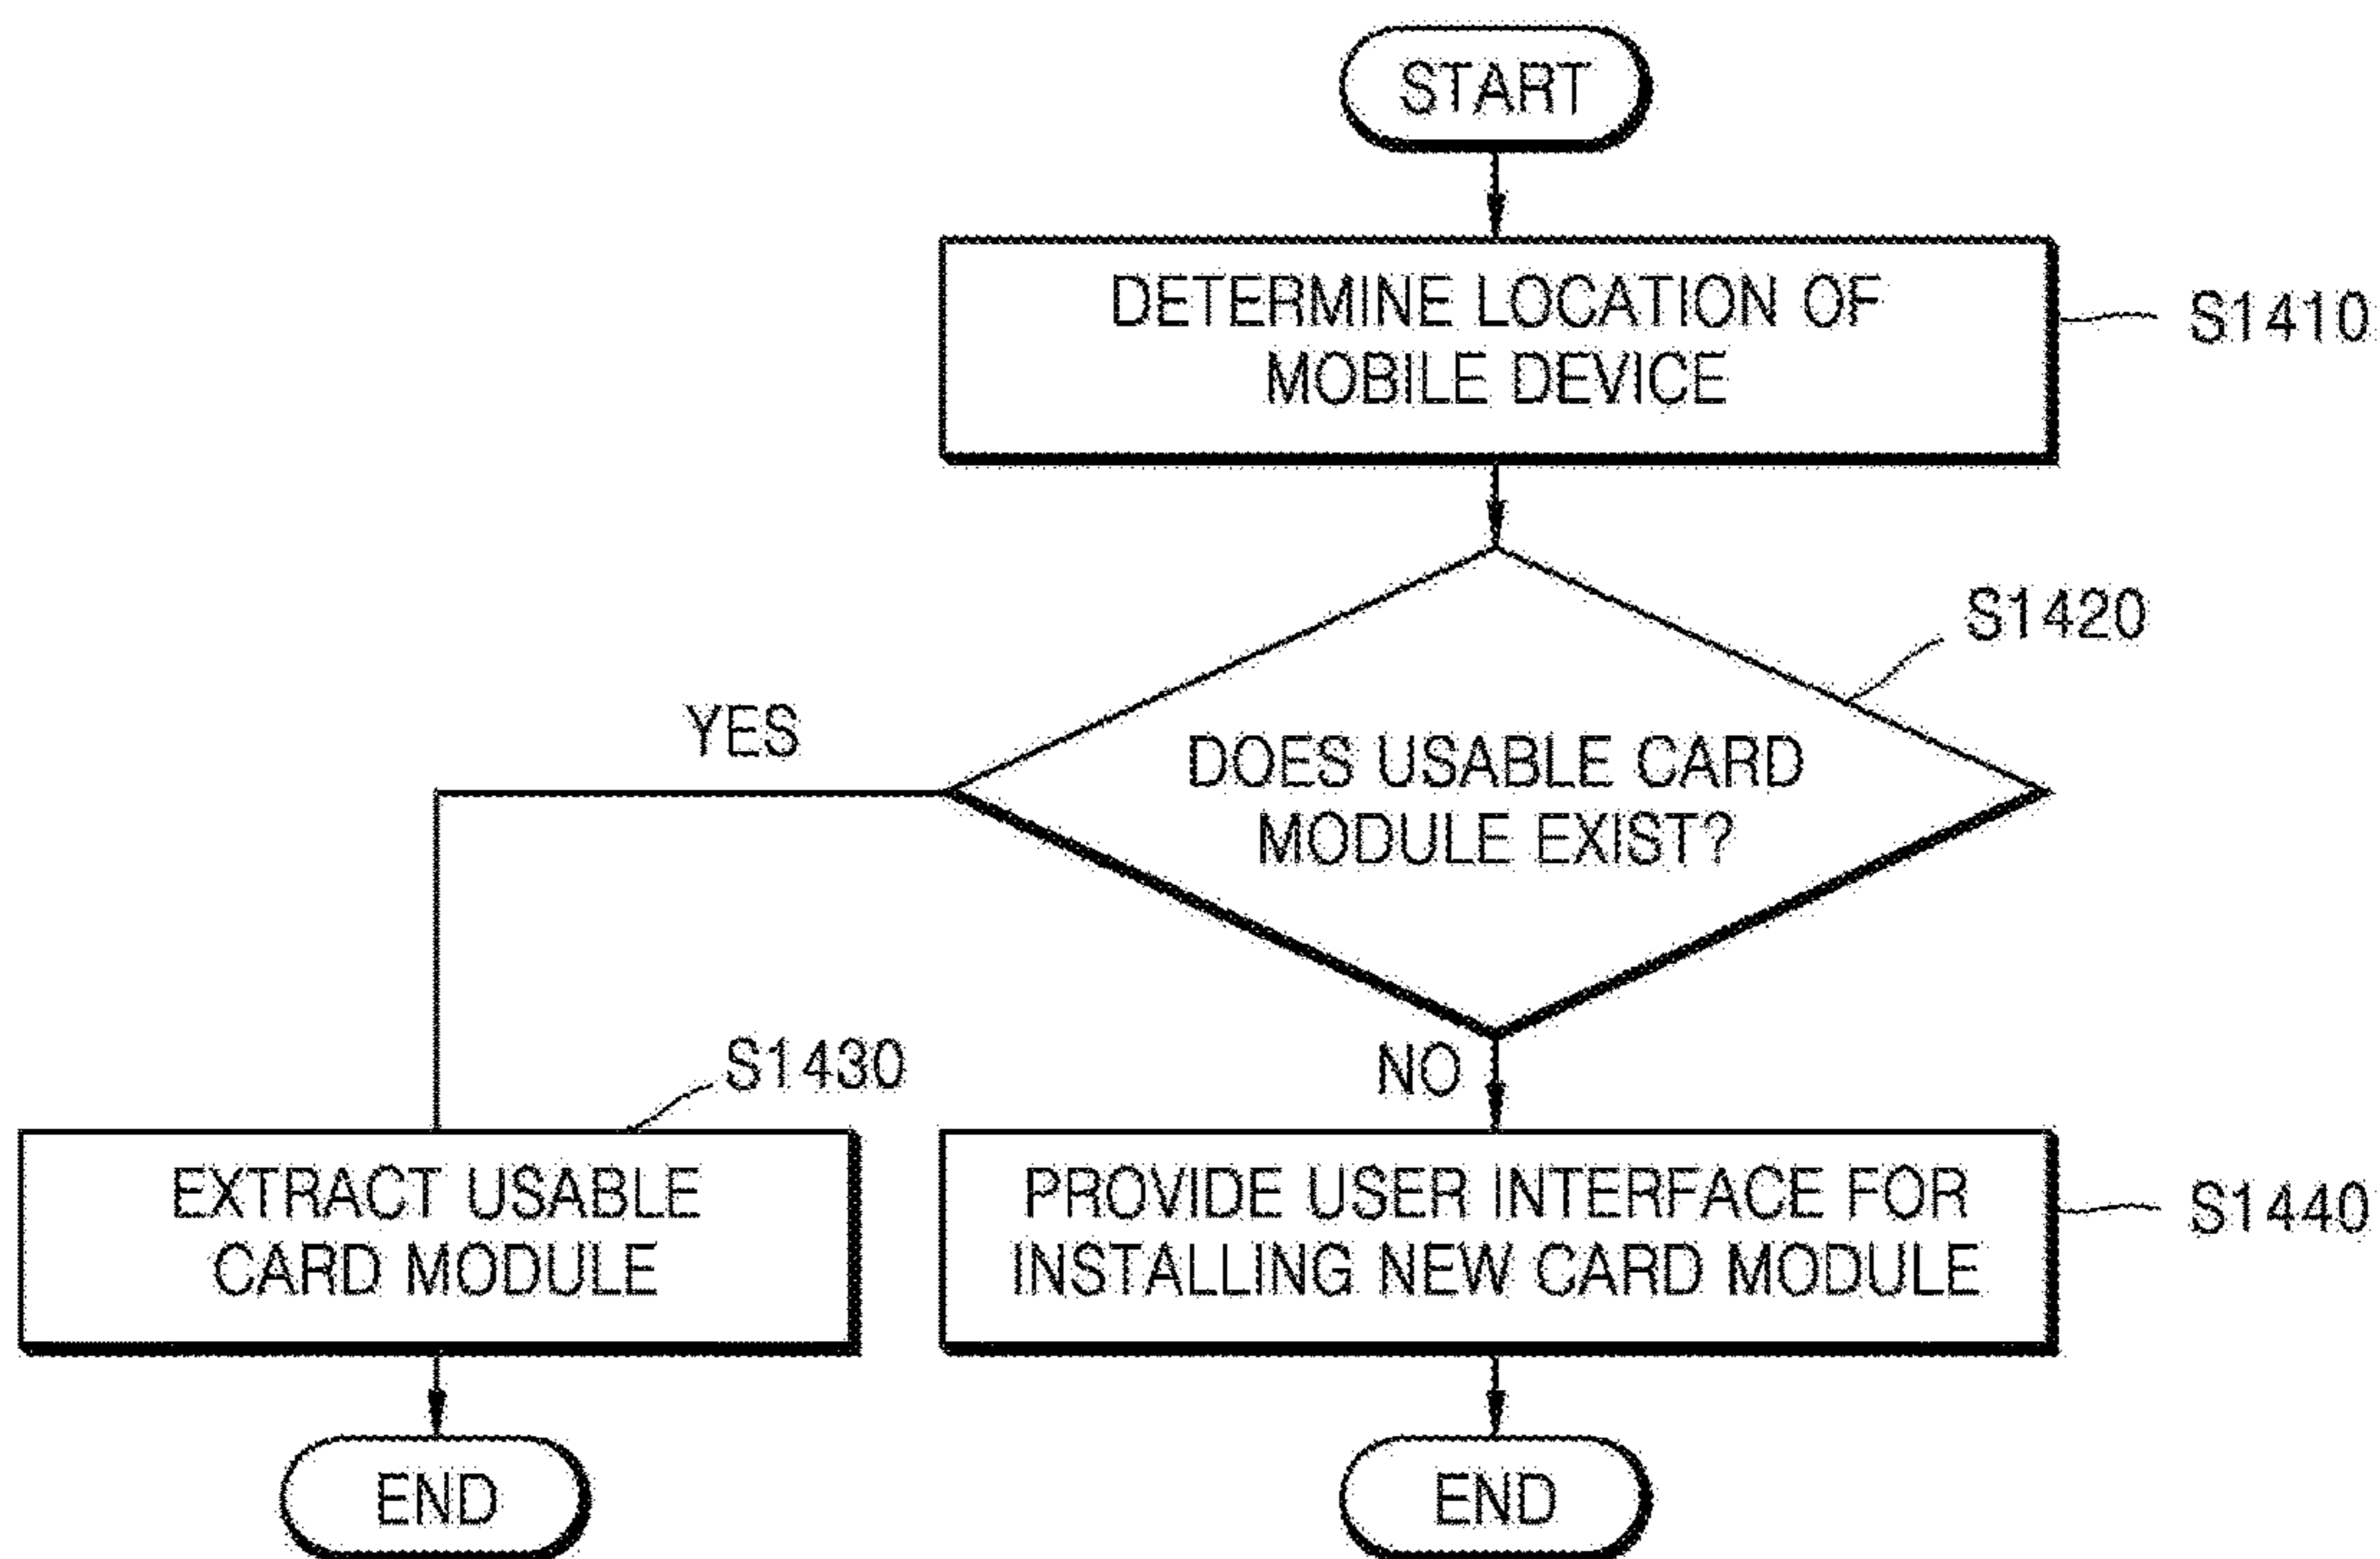 START
DETERMINE LOCATION OF
MOBILE DEVICE
S1410
S1420
YES
DOES USABLE CARD
MODULE EXIST?
NO
S1430
EXTRACT USABLE
CARD MODULE
PROVIDE USER INTERFACE FOR
INSTALLING NEW CARD MODULE
S1440
END
END